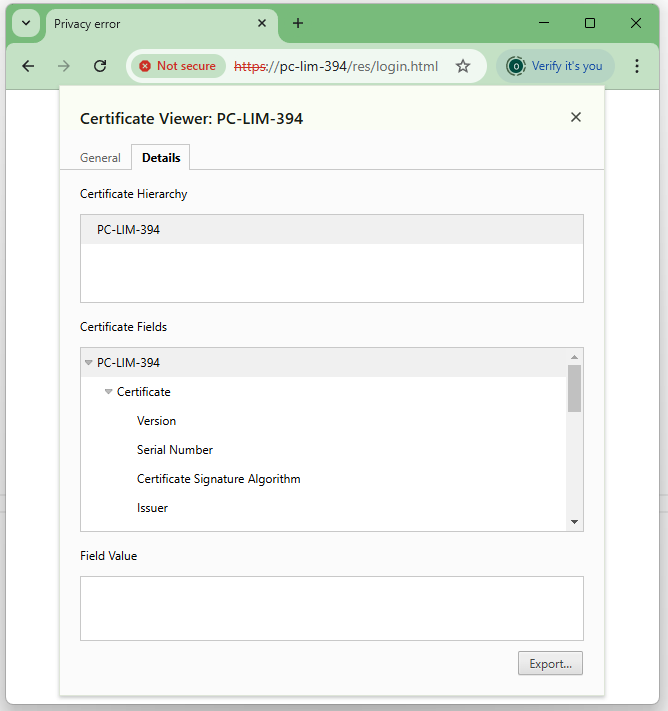 Privacy error
Not secure https://pc-lim-394/res/login.html Verify it's you
Certificate Viewer: PC-LIM-394
General Details
Certificate Hierarchy
PC-LIM-394
Certificate Fields
PC-LIM-394
Certificate
Version
Serial Number
Certificate Signature Algorithm
Issuer
Field Value
Export...